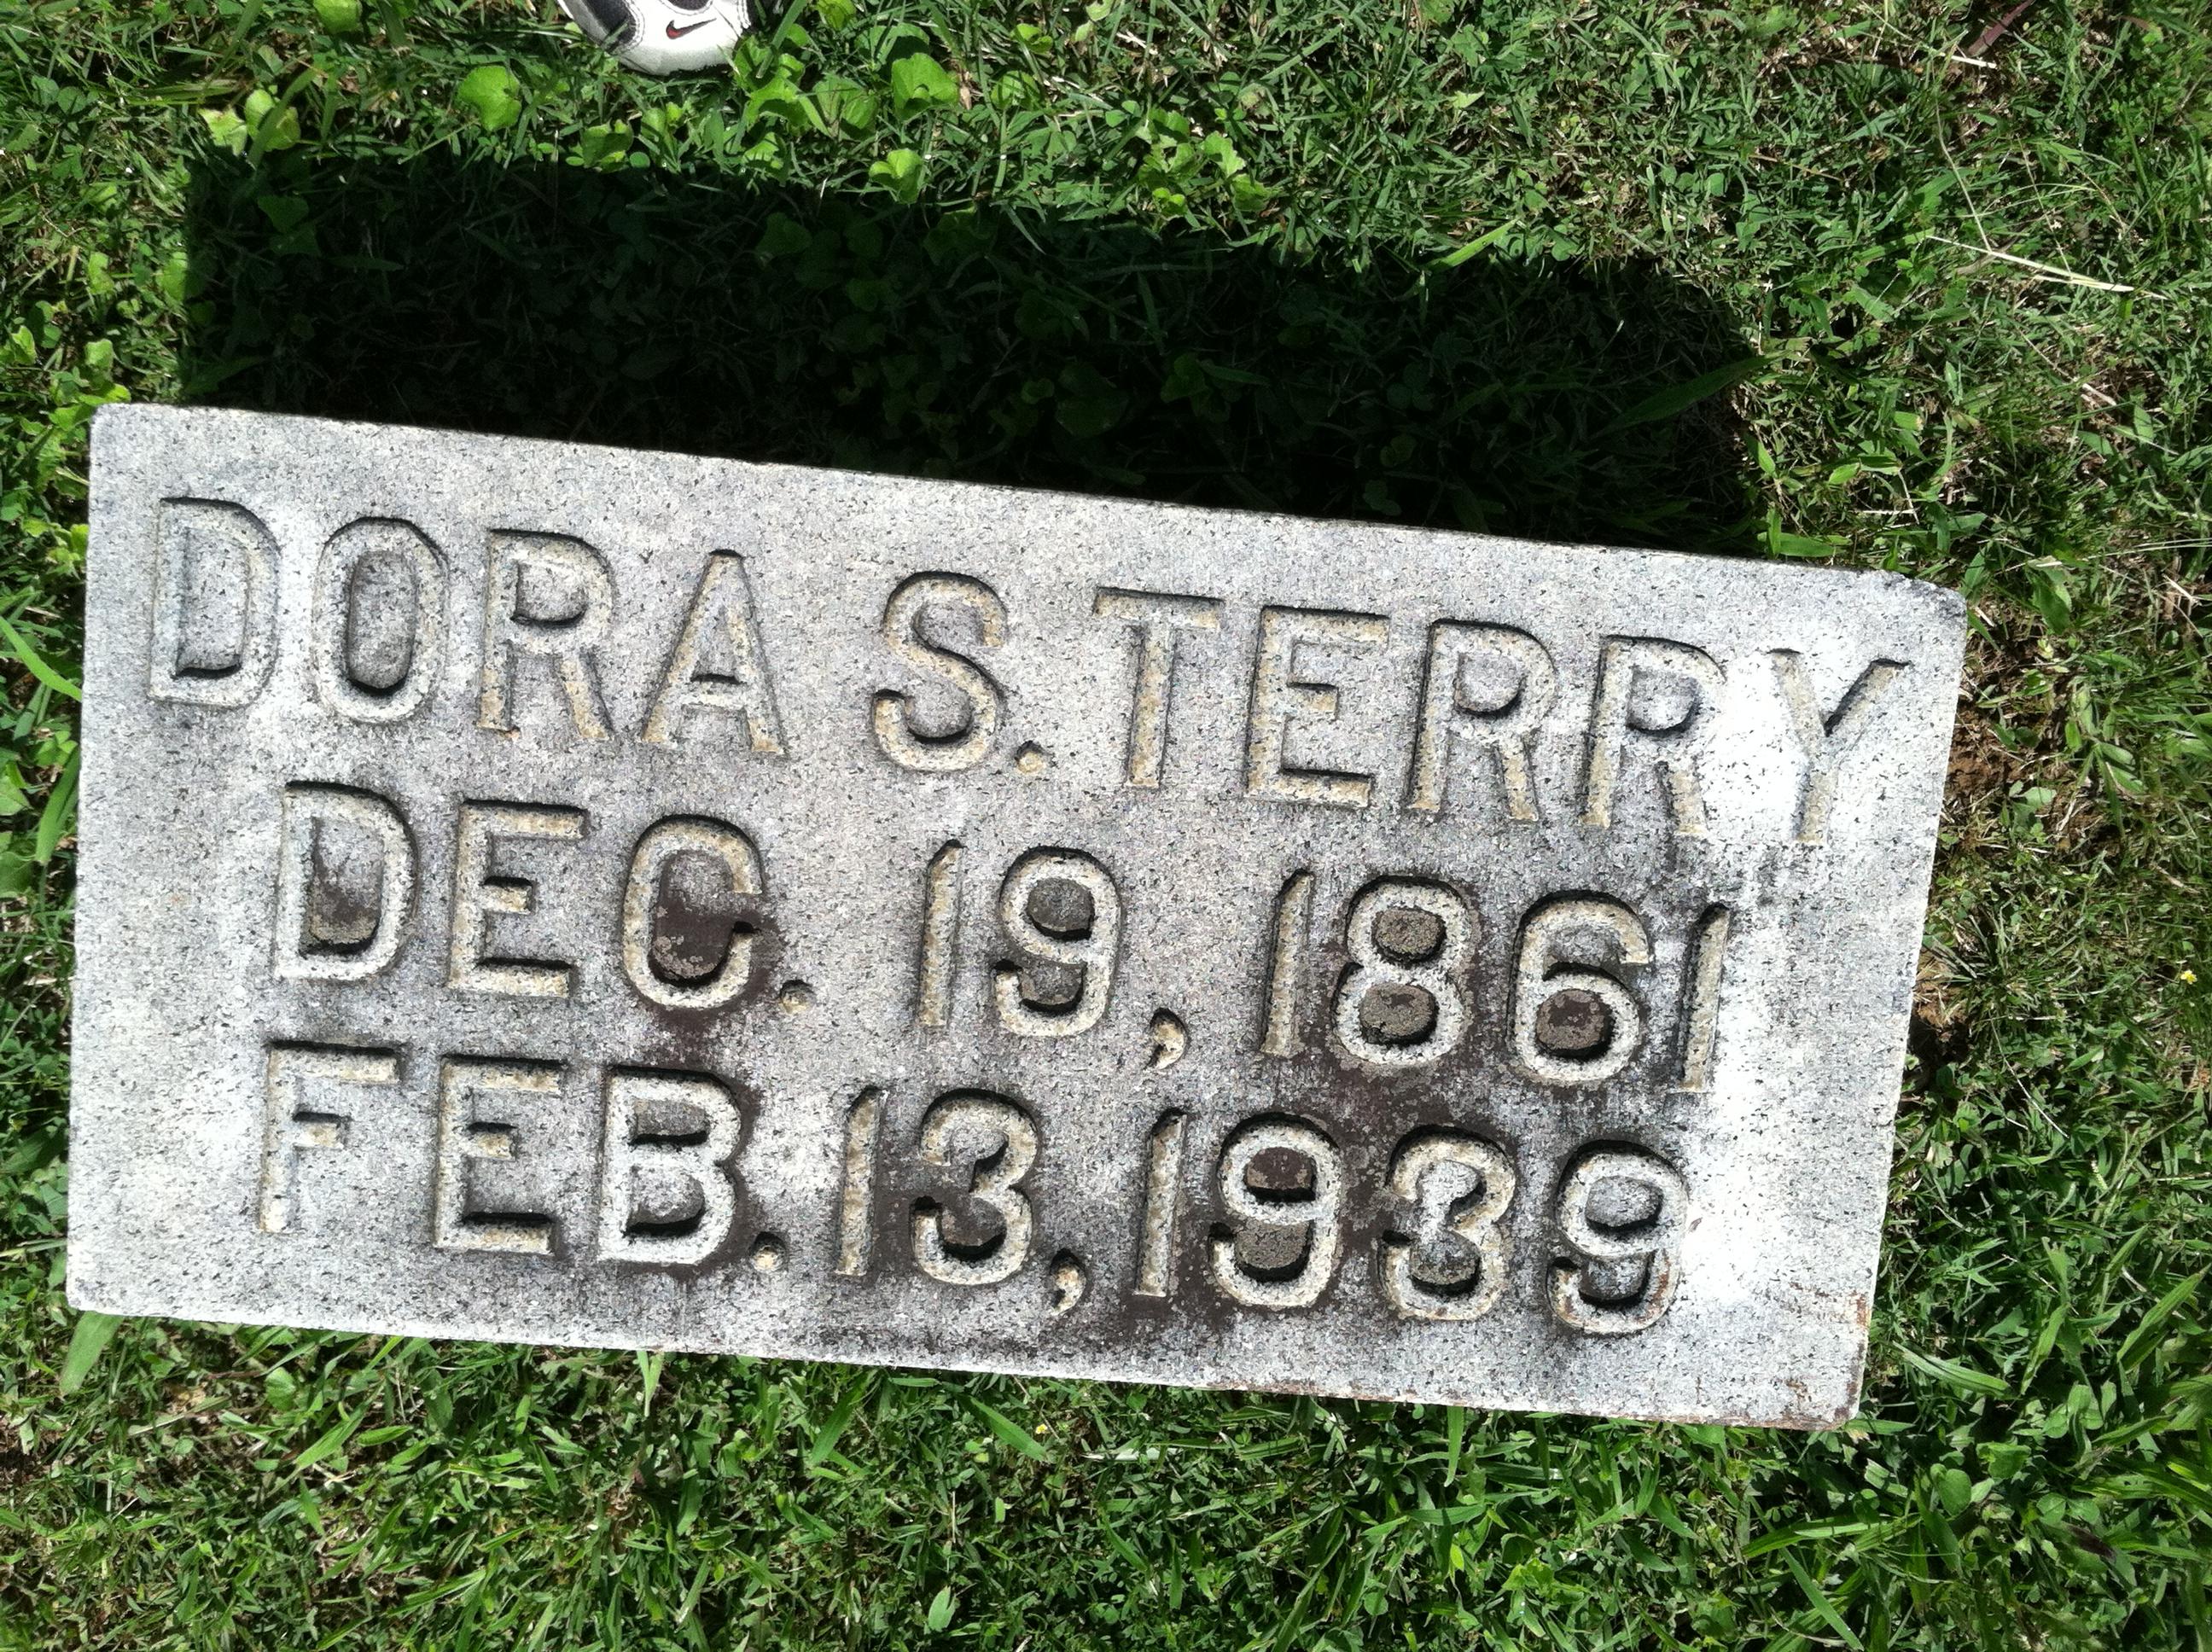 DORA S. TERRY
DEC. 19, 1861
FEB. 13, 1939